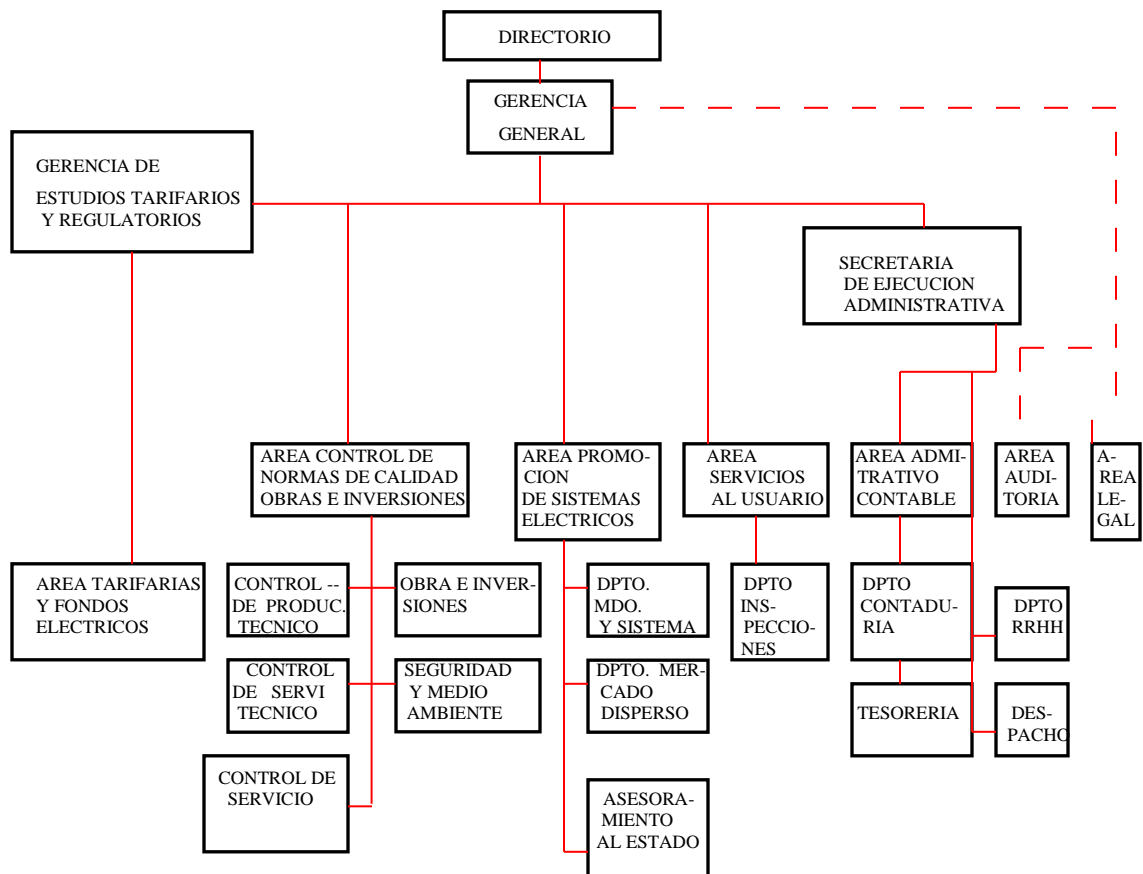 DIRECTORIO
GERENCIA
GENERAL
GERENCIA DE
ESTUDIOS TARIFARIOS
Y REGULATORIOS
SECRETARIA
DE EJECUCION
ADMINISTRATIVA
AREA CONTROL DE
NORMAS DE CALIDAD
OBRAS E INVERSIONES
AREA PROMO-
CION
DE SISTEMAS
ELECTRICOS
AREA
SERVICIOS
AL USUARIO
AREA ADMI-
TRATIVO
CONTABLE
AREA
AUDI-
TORIA
A-
REA
LE-
GAL
AREA TARIFARIAS
Y FONDOS
ELECTRICOS
CONTROL --
DE PRODUC.
TECNICO
OBRA E INVER-
SIONES
DPTO.
MDO.
Y SISTEMA
DPTO
INS-
PECCIO-
NES
DPTO
CONTADU-
RIA
DPTO
RRHH
CONTROL
DE SERVI
TECNICO
SEGURIDAD
Y MEDIO
AMBIENTE
DPTO. MER-
CADO
DISPERSO
TESORERIA
DES-
PACHO
CONTROL DE
SERVICIO
ASESORA-
MIENTO
AL ESTADO